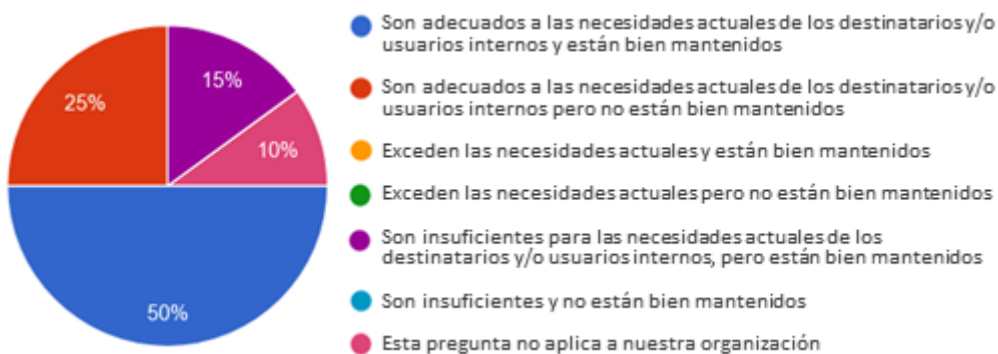 15%
25%
10%
50%
Son adecuados a las necesidades actuales de los destinatarios y/o
usuarios internos y están bien mantenidos
Son adecuados a las necesidades actuales de los destinatarios y/o
usuarios internos pero no están bien mantenidos
Exceden las necesidades actuales y están bien mantenidos
Exceden las necesidades actuales pero no están bien mantenidos
Son insuficientes para las necesidades actuales de los
destinatarios y/o usuarios internos, pero están bien mantenidos
Son insuficientes y no están bien mantenidos
Esta pregunta no aplica a nuestra organización